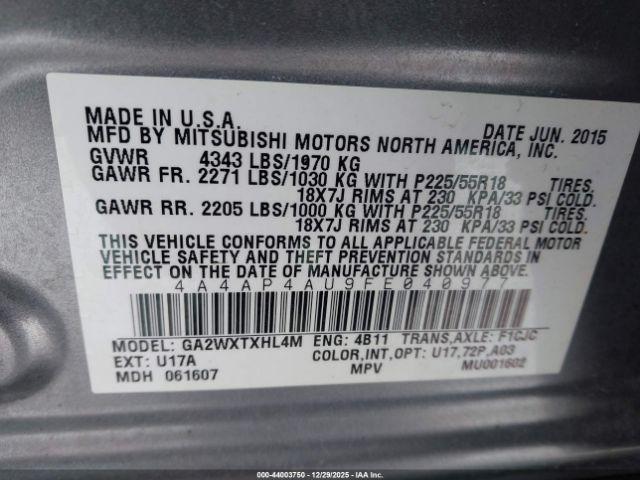 MADE IN U.S.A. DATE JUN. 2015
MFD BY MITSUBISHI MOTORS NORTH AMERICA, INC.
GVWR 4343 LBS/1970 KG
GAWR FR. 2271 LBS/1030 KG WITH P225/55R18 TIRES.
18X7J RIMS AT 230 KPA/33 PSI COLD.
GAWR RR. 2205 LBS/1000 KG WITH P225/55R18 TIRES.
18X7J RIMS AT 230 KPA/33 PSI COLD.
THIS VEHICLE CONFORMS TO ALL APPLICABLE FEDERAL MOTOR
VEHICLE SAFETY AND THEFT PREVENTION STANDARDS IN
EFFECT ON THE DATE OF MANUFACTURE SHOWN ABOVE.
4A4AP4AU9FE040977
MODEL: GA2WXTXHL4M ENG: 4B11 TRANS,AXLE: F1CJC
EXT: U17A COLOR,INT,OPT: U17,72P,A03
MDH 061607 MPV MU001602
000-44003750 - 12/29/2025 - IAA Inc.